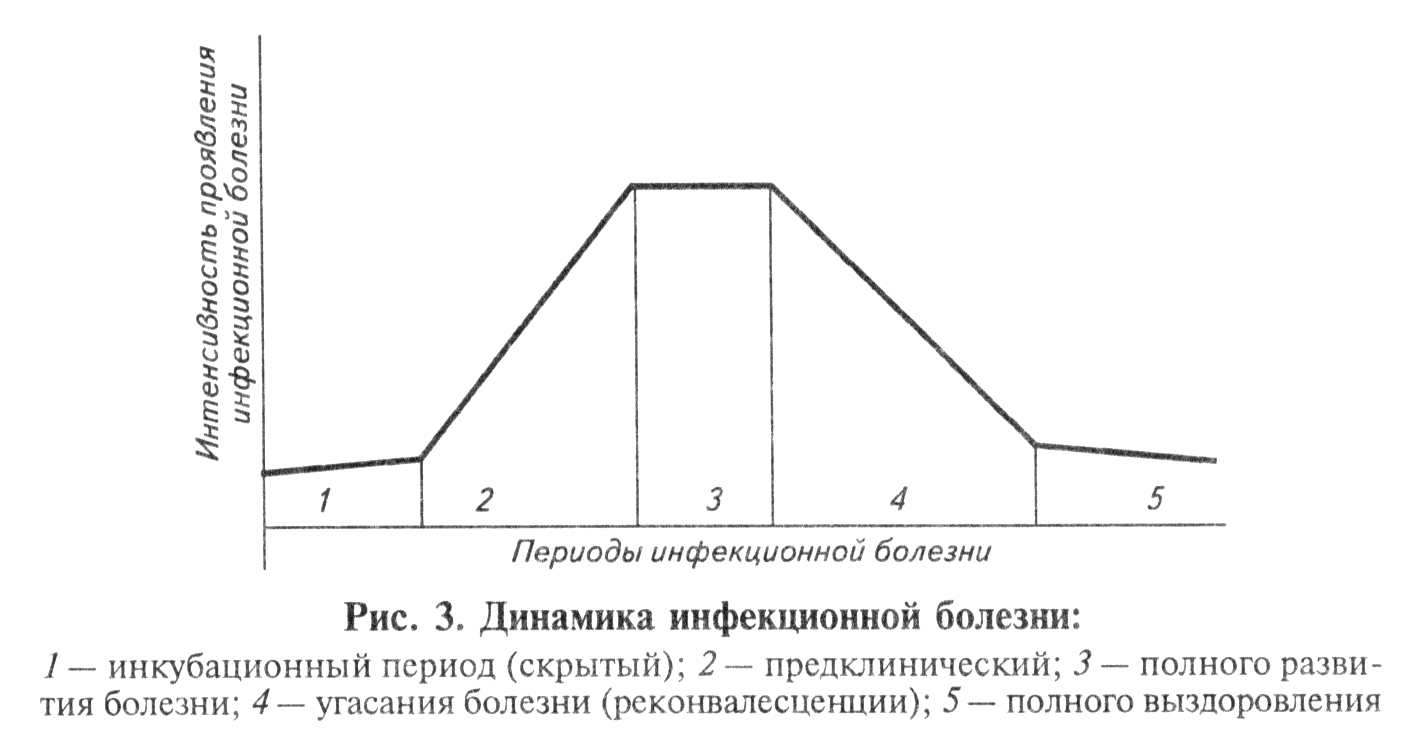 Интенсивность проявления
инфекционной болезни
1
2
3
4
5
Периоды инфекционной болезни
Рис. 3. Динамика инфекционной болезни:
1 — инкубационный период (скрытый); 2 — предклинический; 3 — полного разви-
тия болезни; 4 — угасания болезни (реконвалесценции); 5 — полного выздоровления